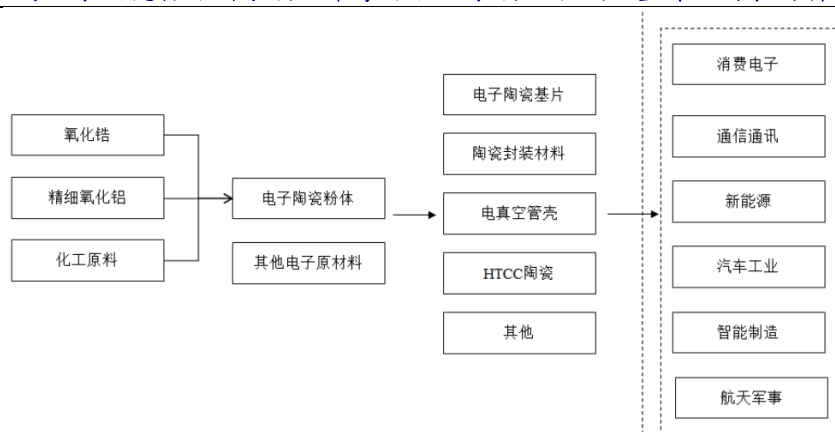 氧化锆
精细氧化铝
化工原料
电子陶瓷粉体
其他电子原材料
电子陶瓷基片
陶瓷封装材料
电真空管壳
HTCC陶瓷
其他
消费电子
通信通讯
新能源
汽车工业
智能制造
航天军事